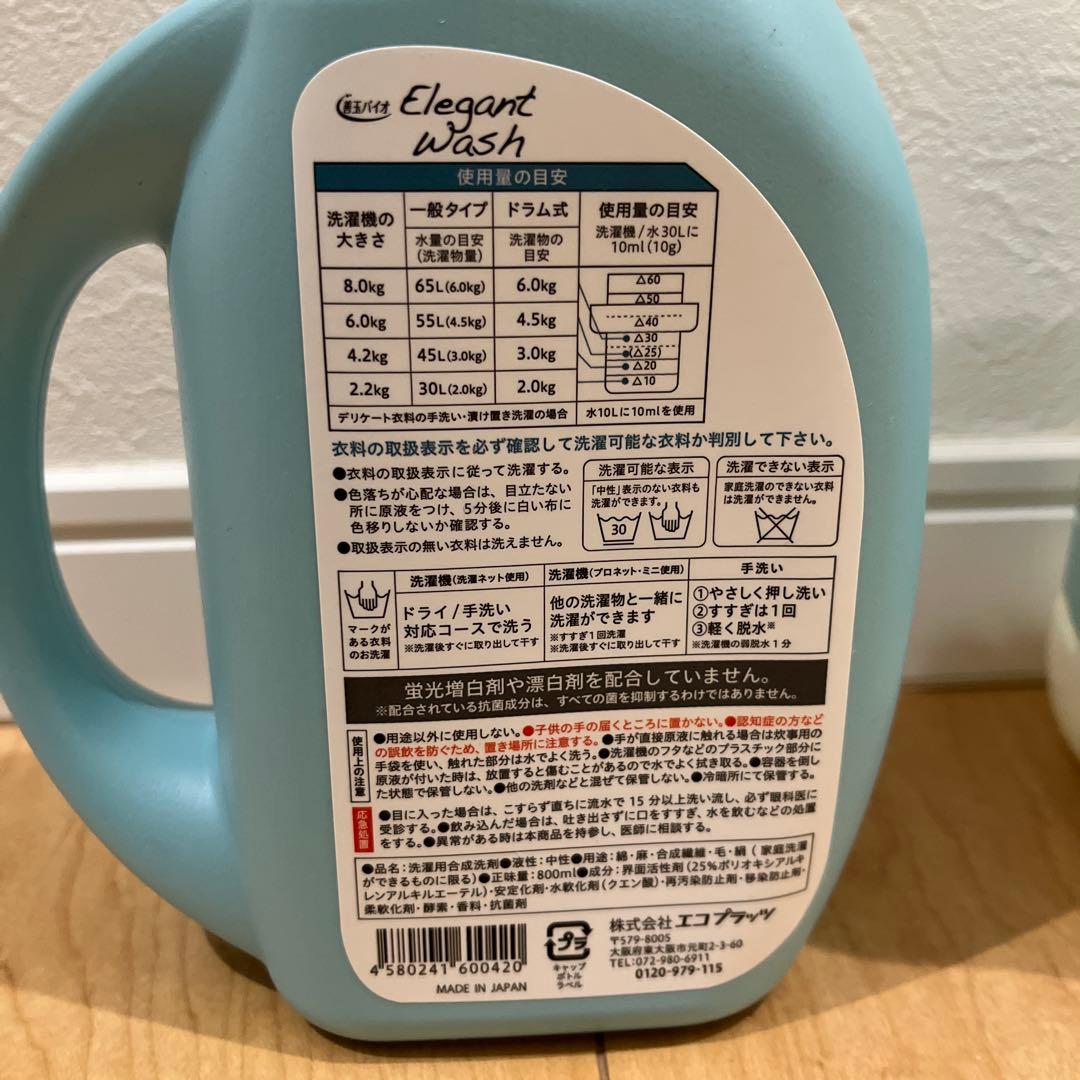 善玉バイオ Elegant
Wash
使用量の目安
洗濯機の
大きさ
一般タイプ
水量の目安
(洗濯物量)
ドラム式
洗濯物の
目安
使用量の目安
洗濯機/水30Lに
10ml(10g)
8.0kg 65L(6.0kg) 6.0kg
6.0kg 55L(4.5kg) 4.5kg
4.2kg 45L(3.0kg) 3.0kg
2.2kg 30L(2.0kg) 2.0kg
△60
△50
△40
△30
(△25)
△20
△10
デリケート衣料の手洗い・漬け置き洗濯の場合 水10Lに10mlを使用
衣料の取扱表示を必ず確認して洗濯可能な衣料か判別して下さい。
●衣料の取扱表示に従って洗濯する。
●色落ちが心配な場合は、目立たない
所に原液をつけ、5分後に白い布に
色移りしないか確認する。
●取扱表示の無い衣料は洗えません。
洗濯可能な表示
「中性」表示のない衣料も
洗濯ができます。
30
洗濯できない表示
家庭洗濯のできない衣料
は洗濯ができません。
マークが
ある衣料
のお洗濯
洗濯機(洗濯ネット使用)
ドライ/手洗い
対応コースで洗う
※洗濯後すぐに取り出して干す
洗濯機(プロネット・ミニ使用)
他の洗濯物と一緒に
洗濯ができます
※すすぎ1回洗濯
※洗濯後すぐに取り出して干す
手洗い
①やさしく押し洗い
②すすぎは1回
③軽く脱水※
※洗濯機の弱脱水1分
蛍光増白剤や漂白剤を配合していません。
※配合されている抗菌成分は、すべての菌を抑制するわけではありません。
使用上の注意
●用途以外に使用しない。●子供の手の届くところに置かない。●認知症の方など
の誤飲を防ぐため、置き場所に注意する。●手が直接原液に触れる場合は炊事用の
手袋を使い、触れた部分は水でよく洗う。●洗濯機のフタなどのプラスチック部分に
原液が付いた時は、放置すると傷むことがあるので水でよく拭き取る。●容器を倒し
た状態で保管しない。●他の洗剤などと混ぜて保管しない。●冷暗所にて保管する。
応急処置
●目に入った場合は、こすらず直ちに流水で15分以上洗い流し、必ず眼科医に
受診する。●飲み込んだ場合は、吐き出さずに口をすすぎ、水を飲むなどの処置
をする。●異常がある時は本商品を持参し、医師に相談する。
●品名:洗濯用合成洗剤●液性:中性●用途:綿・麻・合成繊維・毛・絹(家庭洗濯
ができるものに限る)●正味量:800ml●成分:界面活性剤(25%ポリオキシアルキ
レンアルキルエーテル)・安定化剤・水軟化剤(クエン酸)・再汚染防止剤・移染防止剤・
柔軟化剤・酵素・香料・抗菌剤
4 580241 600420
MADE IN JAPAN
プラ
キャップ
ボトル
ラベル
株式会社 エコプラッツ
〒579-8005
大阪府東大阪市元町2-3-60
TEL:072-980-6911
0120-979-115